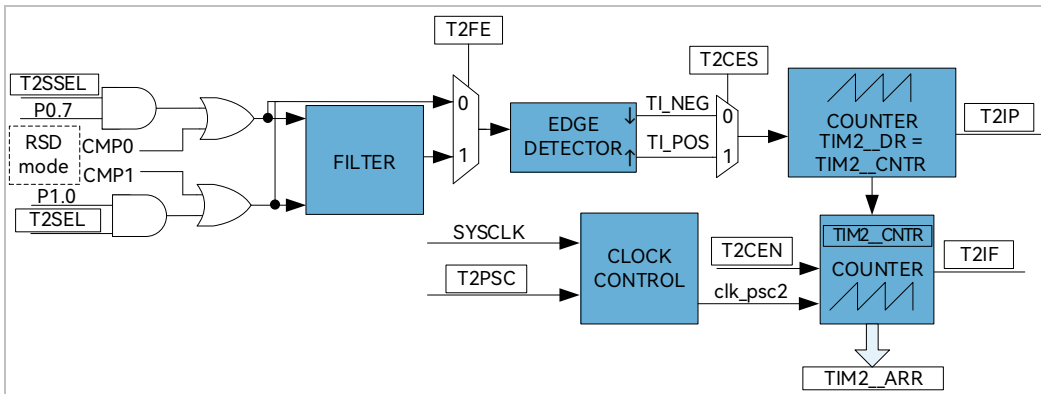 T2FE
T2SSEL
P0.7
RSD
mode
CMP0
CMP1
P1.0
T2SEL
FILTER
0
1
EDGE
DETECTOR
↓
↑
TI_NEG
TI_POS
T2CES
0
1
COUNTER
TIM2__DR =
TIM2__CNTR
T2IP
SYSCLK
T2PSC
CLOCK
CONTROL
T2CEN
clk_psc2
TIM2__CNTR
COUNTER
T2IF
TIM2__ARR